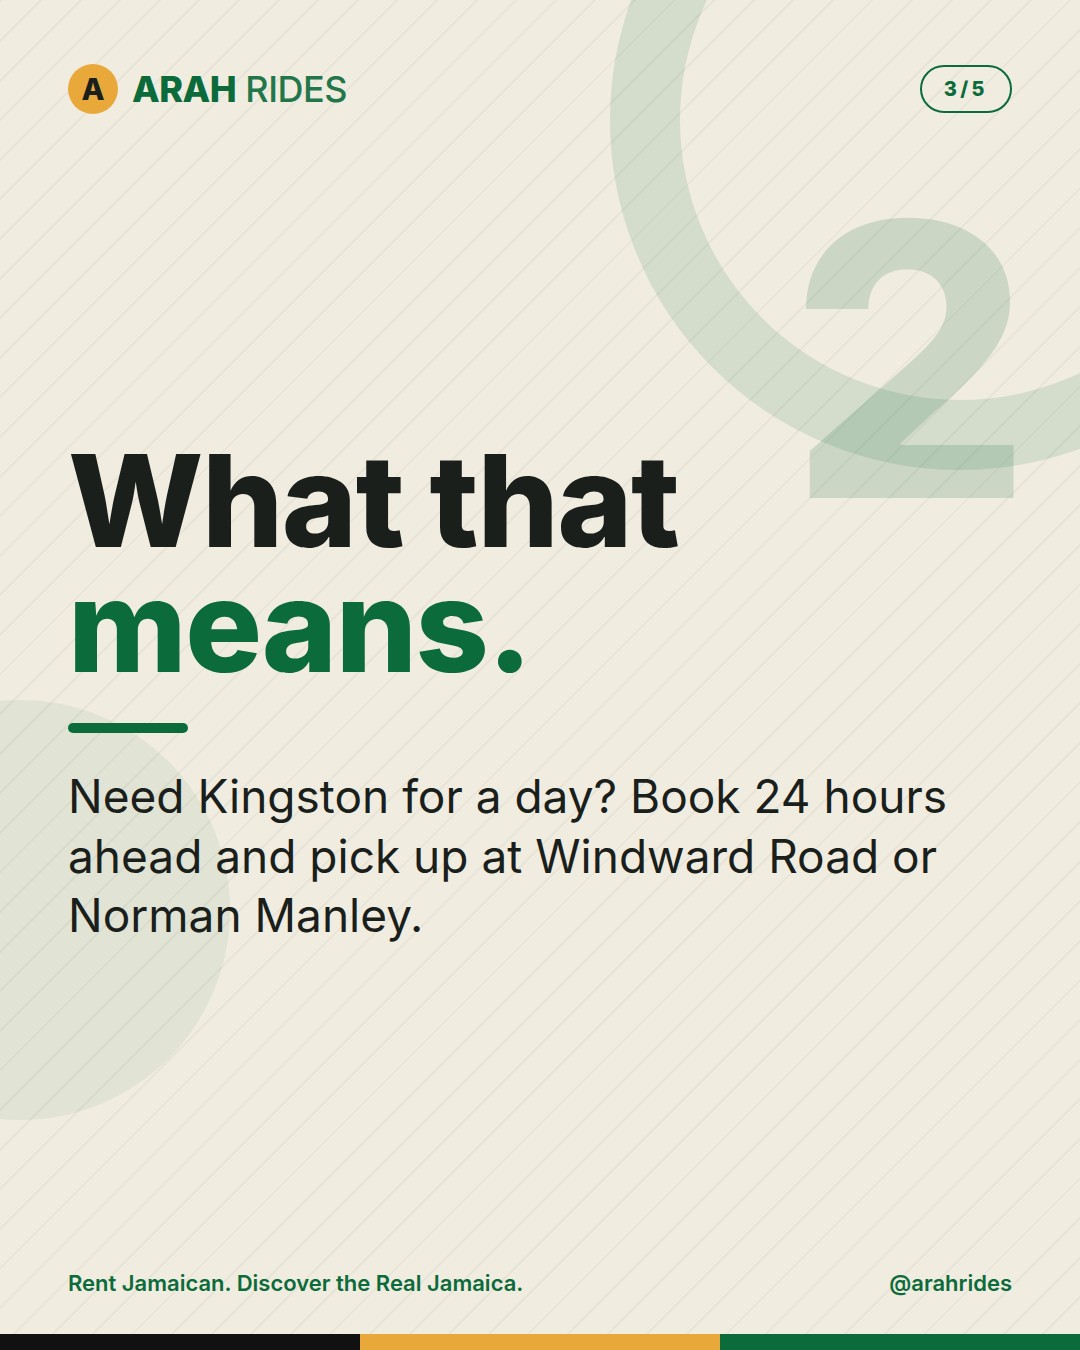 A ARAH RIDES
3/5
2
What that
means.
Need Kingston for a day? Book 24 hours
ahead and pick up at Windward Road or
Norman Manley.
Rent Jamaican. Discover the Real Jamaica.
@arahrides